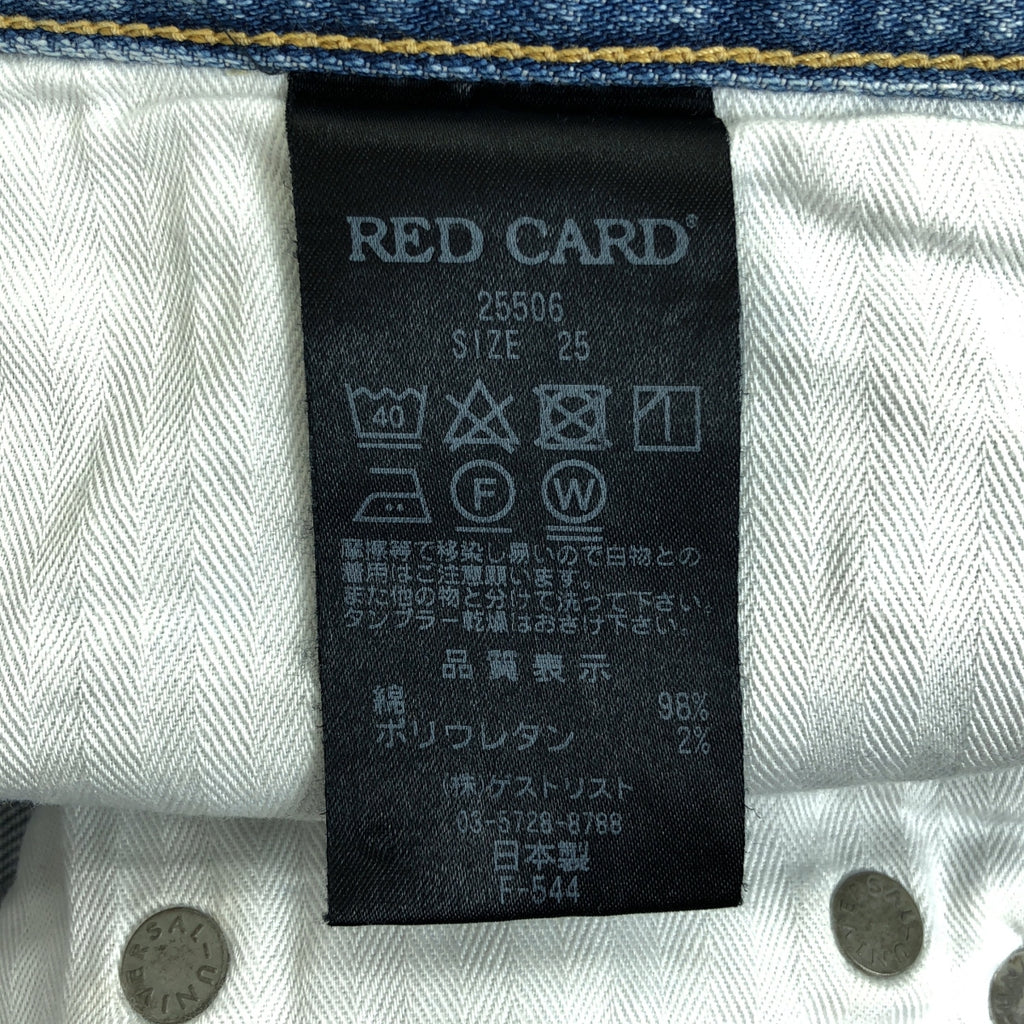 RED CARD®
25506
SIZE 25
40
F W
摩擦等で移染し易いので白物との
着用はご注意願います。
また他の物と分けて洗って下さい。
タンブラー乾燥はおさけ下さい。
品質表示
綿 98%
ポリウレタン 2%
(株)ゲストリスト
03-5728-8788
日本製
F-544
UNIVERSAL-
UNIVERSAL-